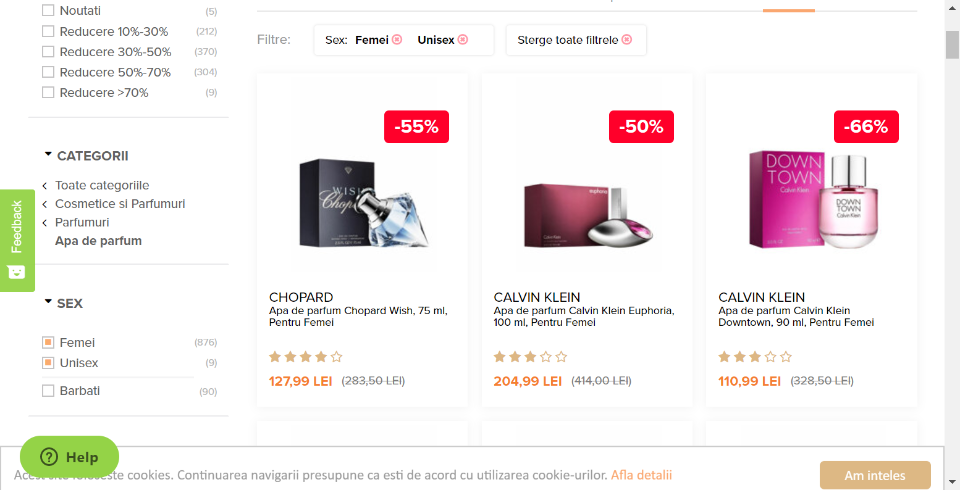 Noutati (5)
Reducere 10%-30% (212)
Reducere 30%-50% (370)
Reducere 50%-70% (304)
Reducere >70% (9)
CATEGORII
Toate categoriile
Cosmetice si Parfumuri
Parfumuri
Apa de parfum
SEX
Femei (876)
Unisex (9)
Barbati (90)
Feedback
Filtre:
Sex: Femei Unisex
Sterge toate filtrele
-55%
WISH
Chopard
CHOPARD
Apa de parfum Chopard Wish, 75 ml,
Pentru Femei
127,99 LEI (283,50 LEI)
-50%
euphoria
CALVIN KLEIN
Apa de parfum Calvin Klein Euphoria,
100 ml, Pentru Femei
204,99 LEI (414,00 LEI)
-66%
DOWN
TOWN
Calvin Klein
DOWN
TOWN
CALVIN KLEIN
Apa de parfum Calvin Klein
Downtown, 90 ml, Pentru Femei
110,99 LEI (328,50 LEI)
Help
Acest site foloseste cookies. Continuarea navigarii presupune ca esti de acord cu utilizarea cookie-urilor. Afla detalii
Am inteles